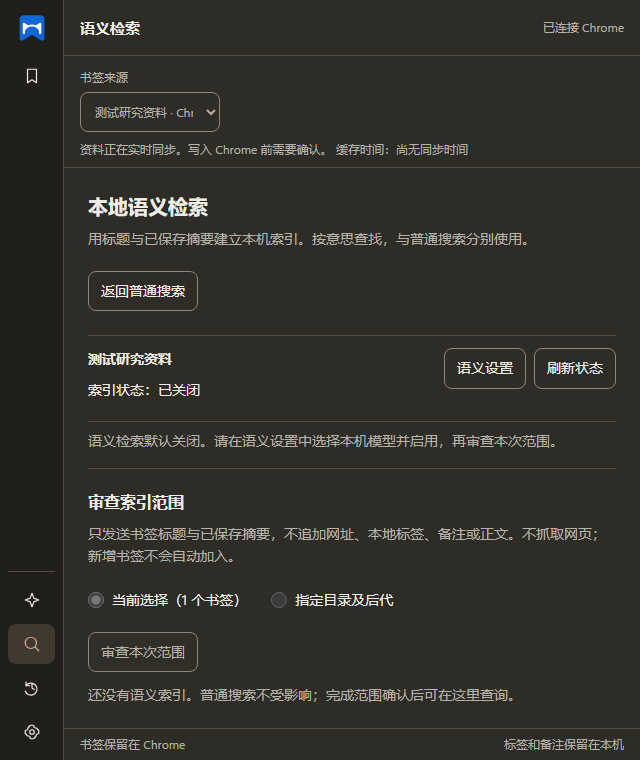 语义检索
已连接 Chrome
书签来源
测试研究资料 · Chr
资料正在实时同步。写入 Chrome 前需要确认。 缓存时间：尚无同步时间
本地语义检索
用标题与已保存摘要建立本机索引。按意思查找，与普通搜索分别使用。
返回普通搜索
测试研究资料
索引状态：已关闭
语义设置
刷新状态
语义检索默认关闭。请在语义设置中选择本机模型并启用，再审查本次范围。
审查索引范围
只发送书签标题与已保存摘要，不追加网址、本地标签、备注或正文。不抓取网页；
新增书签不会自动加入。
当前选择（1 个书签）
指定目录及后代
审查本次范围
还没有语义索引。普通搜索不受影响；完成范围确认后可在这里查询。
书签保留在 Chrome
标签和备注保留在本机